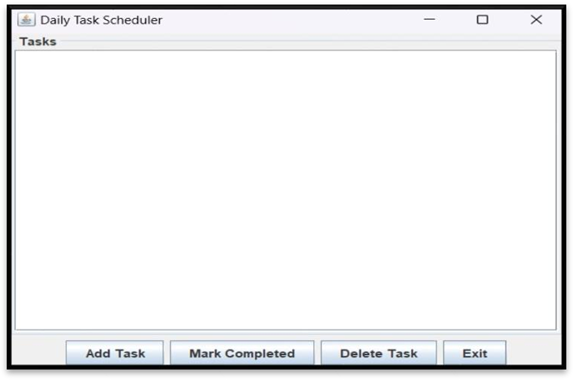 Daily Task Scheduler
Tasks
Add Task Mark Completed Delete Task Exit